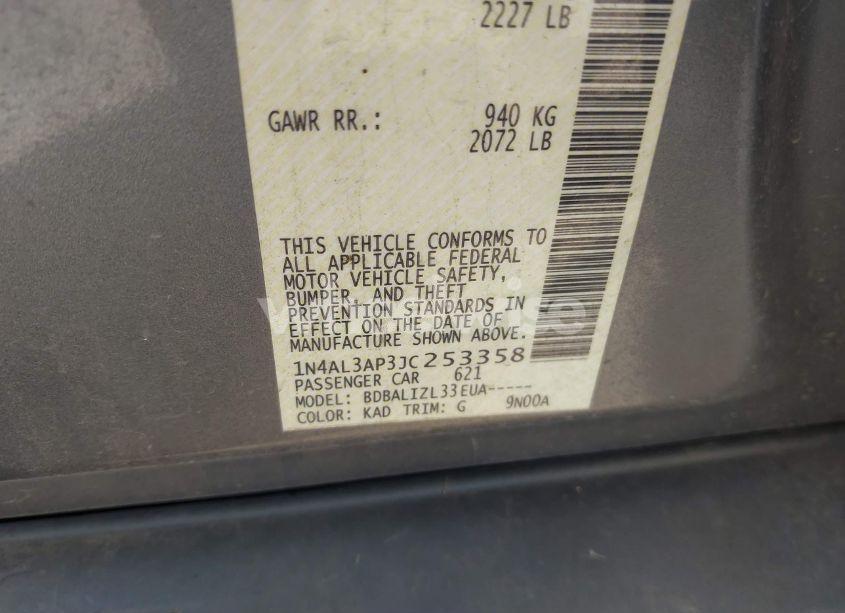 2227 LB
GAWR RR.: 940 KG
2072 LB
THIS VEHICLE CONFORMS TO
ALL APPLICABLE FEDERAL
MOTOR VEHICLE SAFETY,
BUMPER, AND THEFT
PREVENTION STANDARDS IN
EFFECT ON THE DATE OF
MANUFACTURE SHOWN ABOVE.
1N4AL3AP3JC253358
PASSENGER CAR 621
MODEL: BDBALIZL33EUA-----
COLOR: KAD TRIM: G 9N00A